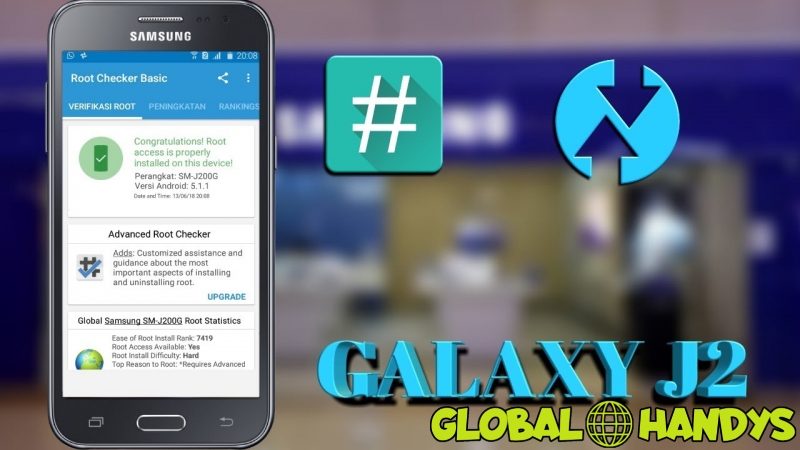 SAMSUNG
20:08
Root Checker Basic
VERIFIKASI ROOT PENINGKATAN RANKINGS
Congratulations! Root
access is properly
installed on this device!
Perangkat: SM-J200G
Versi Android: 5.1.1
Date and Time: 13/06/18 20:08
Advanced Root Checker
Adds: Customized assistance and
guidance about the most
important aspects of installing
and uninstalling root.
UPGRADE
Global Samsung SM-J200G Root Statistics
Ease of Root Install Rank: 7419
Root Access Available: Yes
Root Install Difficulty: Hard
Top Reason to Root: *Requires Advanced
#
GALAXY J2
GLOBAL HANDYS